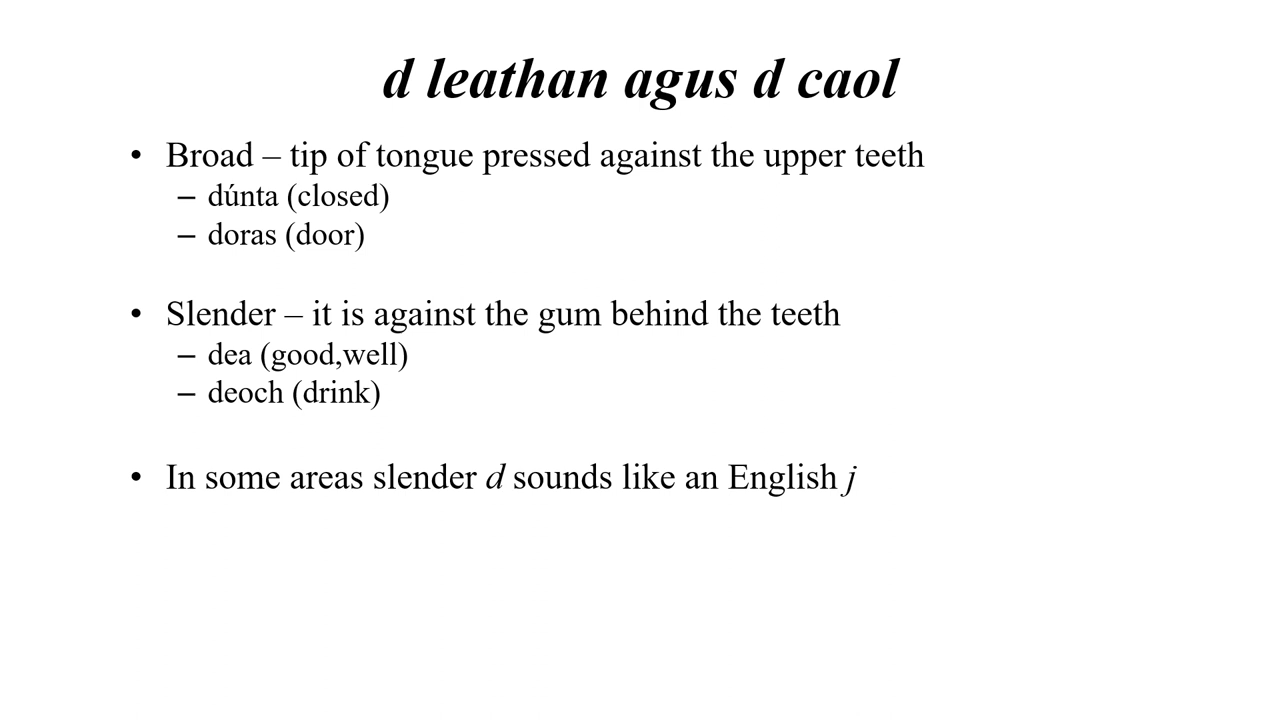 d leathan agus d caol
• Broad – tip of tongue pressed against the upper teeth
– dúnta (closed)
– doras (door)
• Slender – it is against the gum behind the teeth
– dea (good,well)
– deoch (drink)
• In some areas slender d sounds like an English j